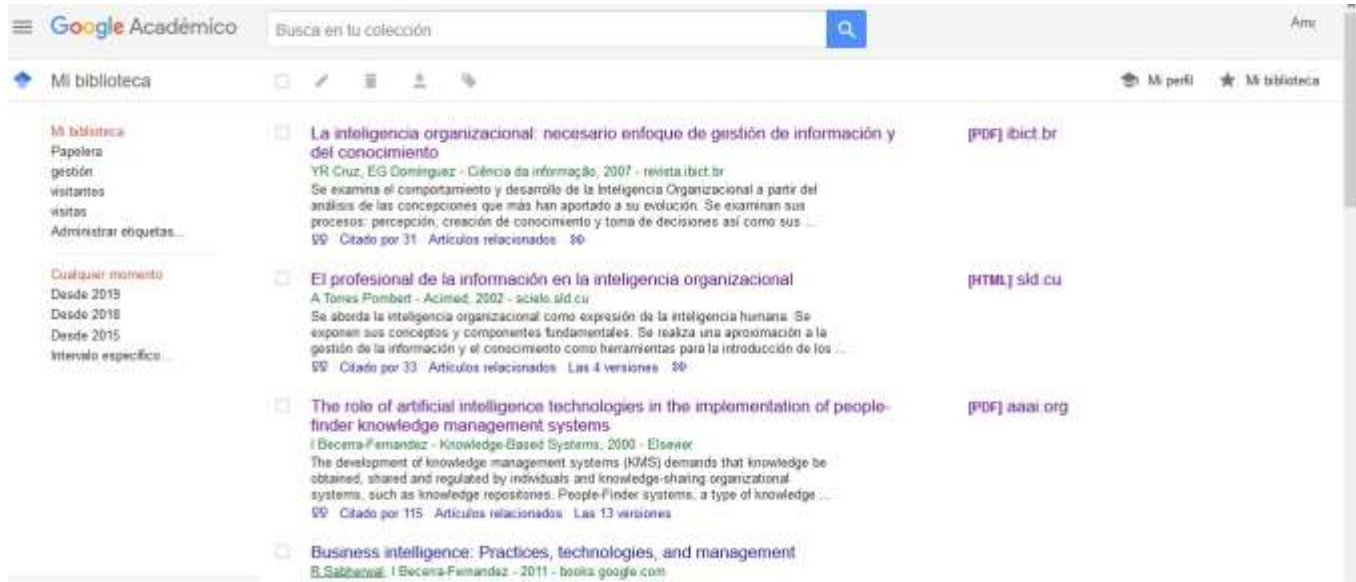 Google Académico
Busca en tu colección
Mi biblioteca
Mi perfil
Mi biblioteca
Mi biblioteca
Papelera
gestión
visitantes
visitas
Administrar etiquetas...
Cualquier momento
Desde 2019
Desde 2018
Desde 2015
Intervalo específico...
La inteligencia organizacional: necesario enfoque de gestión de información y
del conocimiento
[PDF] ibict.br
YR Cruz, EG Domínguez - Ciência da informação, 2007 - revista.ibict.br
Se examina el comportamiento y desarrollo de la Inteligencia Organizacional a partir del
análisis de las concepciones que más han aportado a su evolución. Se examinan sus
procesos: percepción, creación de conocimiento y toma de decisiones así como sus ...
Citado por 31 Artículos relacionados
El profesional de la información en la inteligencia organizacional
[HTML] sld.cu
A Torres Pombert - Acimed, 2002 - scielo.sld.cu
Se aborda la inteligencia organizacional como expresión de la inteligencia humana. Se
exponen sus conceptos y componentes fundamentales. Se realiza una aproximación a la
gestión de la información y el conocimiento como herramientas para la introducción de los ...
Citado por 33 Artículos relacionados Las 4 versiones
The role of artificial intelligence technologies in the implementation of people-
finder knowledge management systems
[PDF] aaai.org
I Becerra-Fernandez - Knowledge-Based Systems, 2000 - Elsevier
The development of knowledge management systems (KMS) demands that knowledge be
obtained, shared and regulated by individuals and knowledge-sharing organizational
systems, such as knowledge repositories. People-Finder systems, a type of knowledge ...
Citado por 115 Artículos relacionados Las 13 versiones
Business intelligence: Practices, technologies, and management
R Sabherwal, I Becerra-Fernandez - 2011 - books.google.com